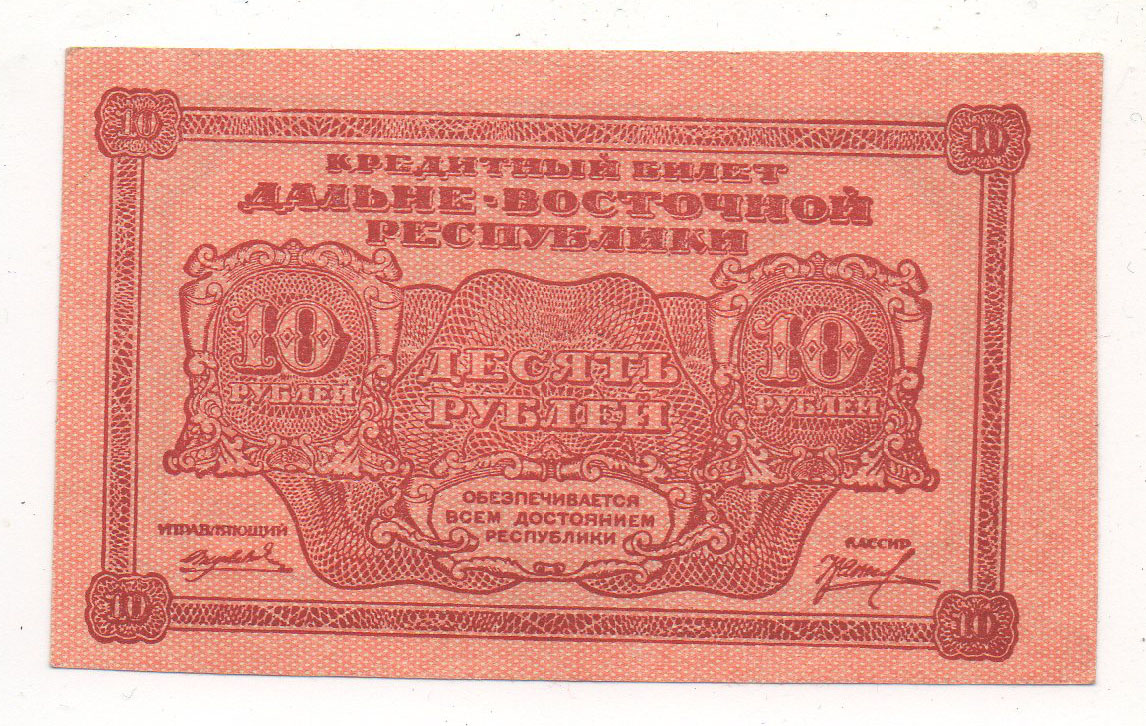 10 10
КРЕДИТНЫЙ БИЛЕТ
ДАЛЬНЕ-ВОСТОЧНОЙ
РЕСПУБЛИКИ
10
РУБЛЕЙ
ДЕСЯТЬ
РУБЛЕЙ
10
РУБЛЕЙ
ОБЕЗПЕЧИВАЕТСЯ
ВСЕМ ДОСТОЯНИЕМ
РЕСПУБЛИКИ
УПРАВЛЯЮЩИЙ
КАССИР
10 10